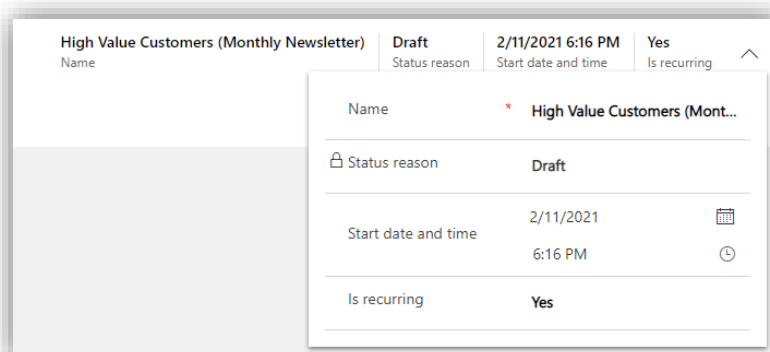 High Value Customers (Monthly Newsletter) Draft 2/11/2021 6:16 PM Yes
Name Status reason Start date and time Is recurring
Name * High Value Customers (Mont...
Status reason Draft
Start date and time
2/11/2021
6:16 PM
Is recurring Yes